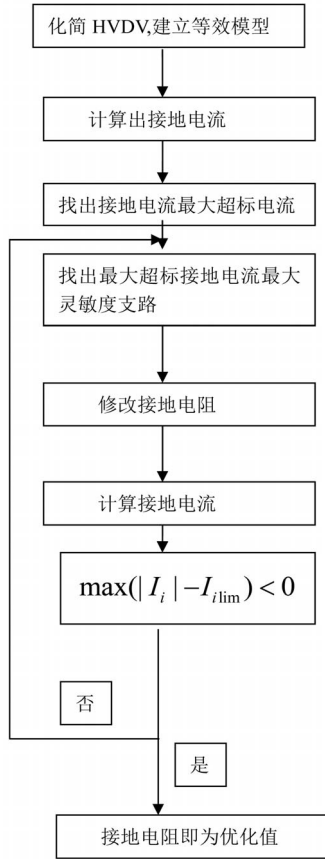 化简 HVDV,建立等效模型
计算出接地电流
找出接地电流最大超标电流
找出最大超标接地电流最大
灵敏度支路
修改接地电阻
计算接地电流
max(| I_i | −I_{i lim}) < 0
否
是
接地电阻即为优化值